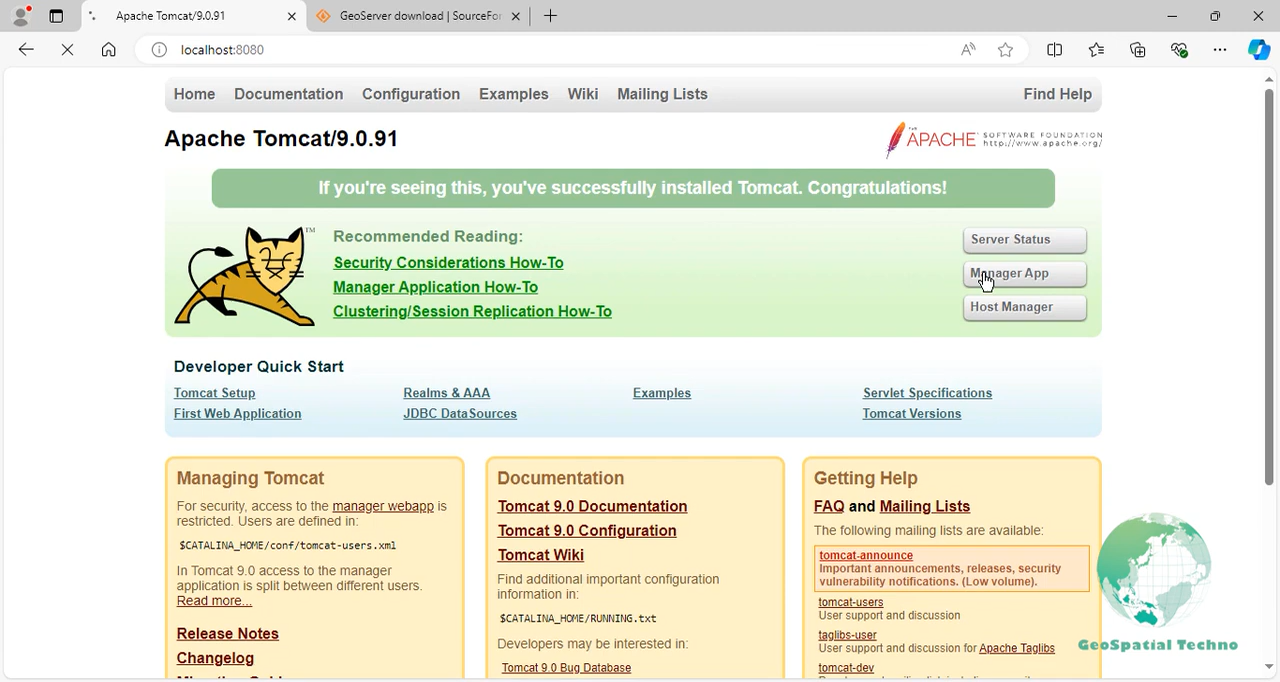 Apache Tomcat/9.0.91
GeoServer download | SourceFor
localhost:8080
Home Documentation Configuration Examples Wiki Mailing Lists Find Help
Apache Tomcat/9.0.91
THE APACHE SOFTWARE FOUNDATION
http://www.apache.org/
If you're seeing this, you've successfully installed Tomcat. Congratulations!
TM
Recommended Reading:
Security Considerations How-To
Manager Application How-To
Clustering/Session Replication How-To
Server Status
Manager App
Host Manager
Developer Quick Start
Tomcat Setup
First Web Application
Realms & AAA
JDBC DataSources
Examples
Servlet Specifications
Tomcat Versions
Managing Tomcat
For security, access to the manager webapp is
restricted. Users are defined in:
$CATALINA_HOME/conf/tomcat-users.xml
In Tomcat 9.0 access to the manager
application is split between different users.
Read more...
Release Notes
Changelog
Documentation
Tomcat 9.0 Documentation
Tomcat 9.0 Configuration
Tomcat Wiki
Find additional important configuration
information in:
$CATALINA_HOME/RUNNING.txt
Developers may be interested in:
Tomcat 9.0 Bug Database
Getting Help
FAQ and Mailing Lists
The following mailing lists are available:
tomcat-announce
Important announcements, releases, security
vulnerability notifications. (Low volume).
tomcat-users
User support and discussion
taglibs-user
User support and discussion for Apache Taglibs
tomcat-dev
GeoSpatial Techno